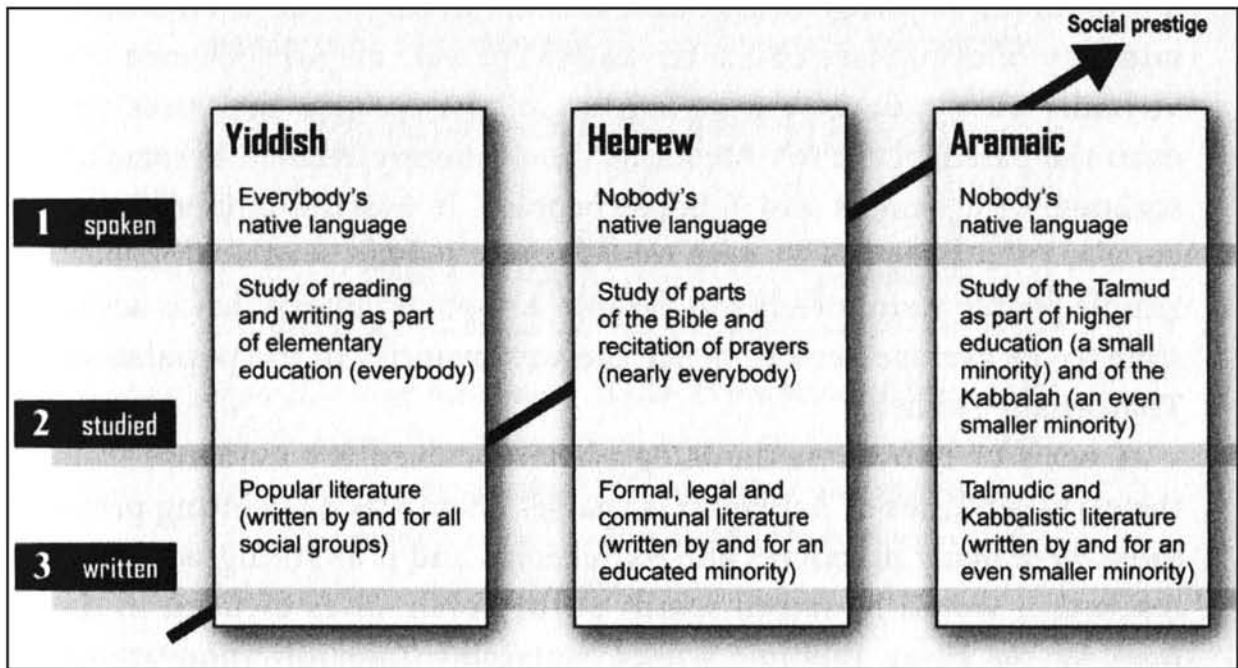 Social prestige
Yiddish
Hebrew
Aramaic
1 spoken
Everybody's
native language
Nobody's
native language
Nobody's
native language
2 studied
Study of reading
and writing as part
of elementary
education (everybody)
Study of parts
of the Bible and
recitation of prayers
(nearly everybody)
Study of the Talmud
as part of higher
education (a small
minority) and of the
Kabbalah (an even
smaller minority)
3 written
Popular literature
(written by and for all
social groups)
Formal, legal and
communal literature
(written by and for an
educated minority)
Talmudic and
Kabbalistic literature
(written by and for an
even smaller minority)